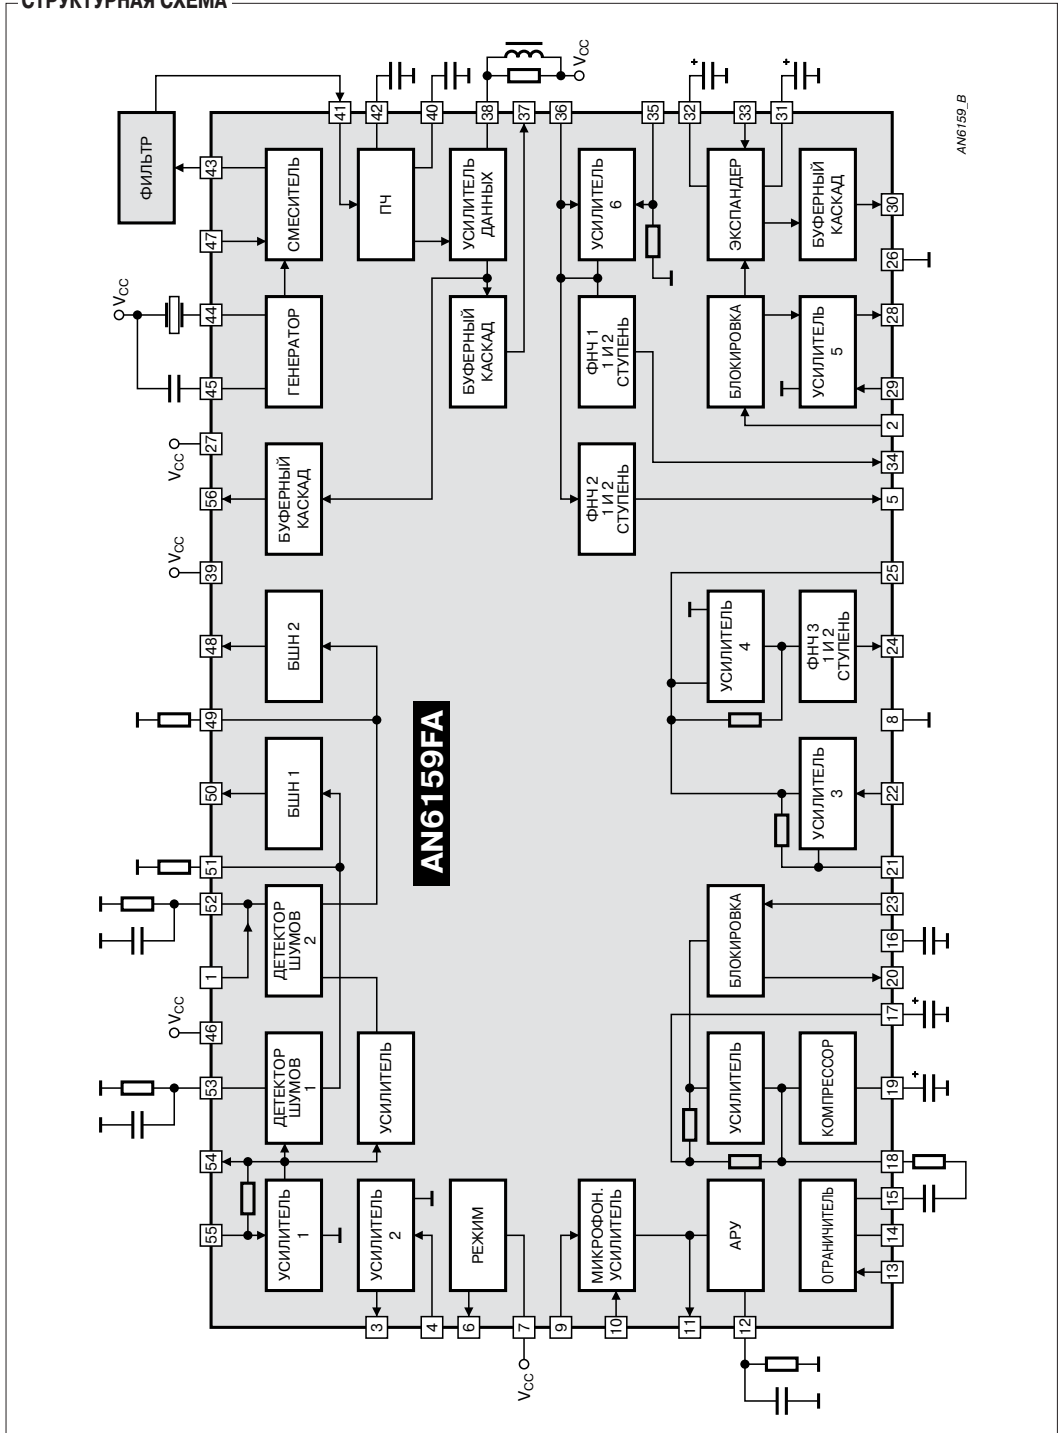 СТРУКТУРНАЯ СХЕМА
AN6159_B
VCC
41
42
40
38
37
36
35
32
33
31
ФИЛЬТР
43
СМЕСИТЕЛЬ
ПЧ
УСИЛИТЕЛЬ
ДАННЫХ
УСИЛИТЕЛЬ
6
ЭКСПАНДЕР
БУФЕРНЫЙ
КАСКАД
30
47
26
VCC
44
ГЕНЕРАТОР
БУФЕРНЫЙ
КАСКАД
ФНЧ 1
1 И 2
СТУПЕНЬ
БЛОКИРОВКА
УСИЛИТЕЛЬ
5
28
45
29
2
VCC
27
34
56
БУФЕРНЫЙ
КАСКАД
ФНЧ 2
1 И 2
СТУПЕНЬ
5
VCC
39
25
48
БШН 2
УСИЛИТЕЛЬ
4
ФНЧ 3
1 И 2
СТУПЕНЬ
24
49
8
AN6159FA
50
БШН 1
УСИЛИТЕЛЬ
3
22
51
21
52
ДЕТЕКТОР
ШУМОВ
2
БЛОКИРОВКА
23
16
1
20
VCC
46
17
+
53
ДЕТЕКТОР
ШУМОВ
1
УСИЛИТЕЛЬ
УСИЛИТЕЛЬ
КОМПРЕССОР
19
+
54
18
55
УСИЛИТЕЛЬ
1
УСИЛИТЕЛЬ
2
РЕЖИМ
МИКРОФОН.
УСИЛИТЕЛЬ
АРУ
ОГРАНИЧИТЕЛЬ
15
14
13
3
4
6
7
9
10
11
12
VCC
+
+